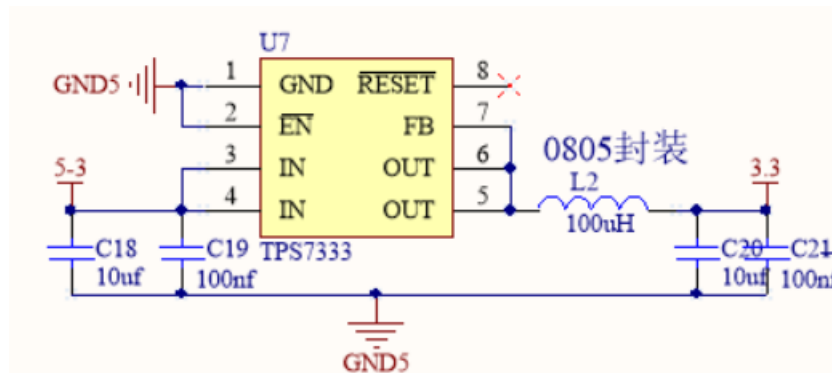 U7
GND5
1
GND
RESET
8
2
EN
FB
7
3
IN
OUT
6
4
IN
OUT
5
TPS7333
5-3
C18
10uf
C19
100nf
0805封装
L2
100uH
3.3
C20
10uf
C21
100nf
GND5